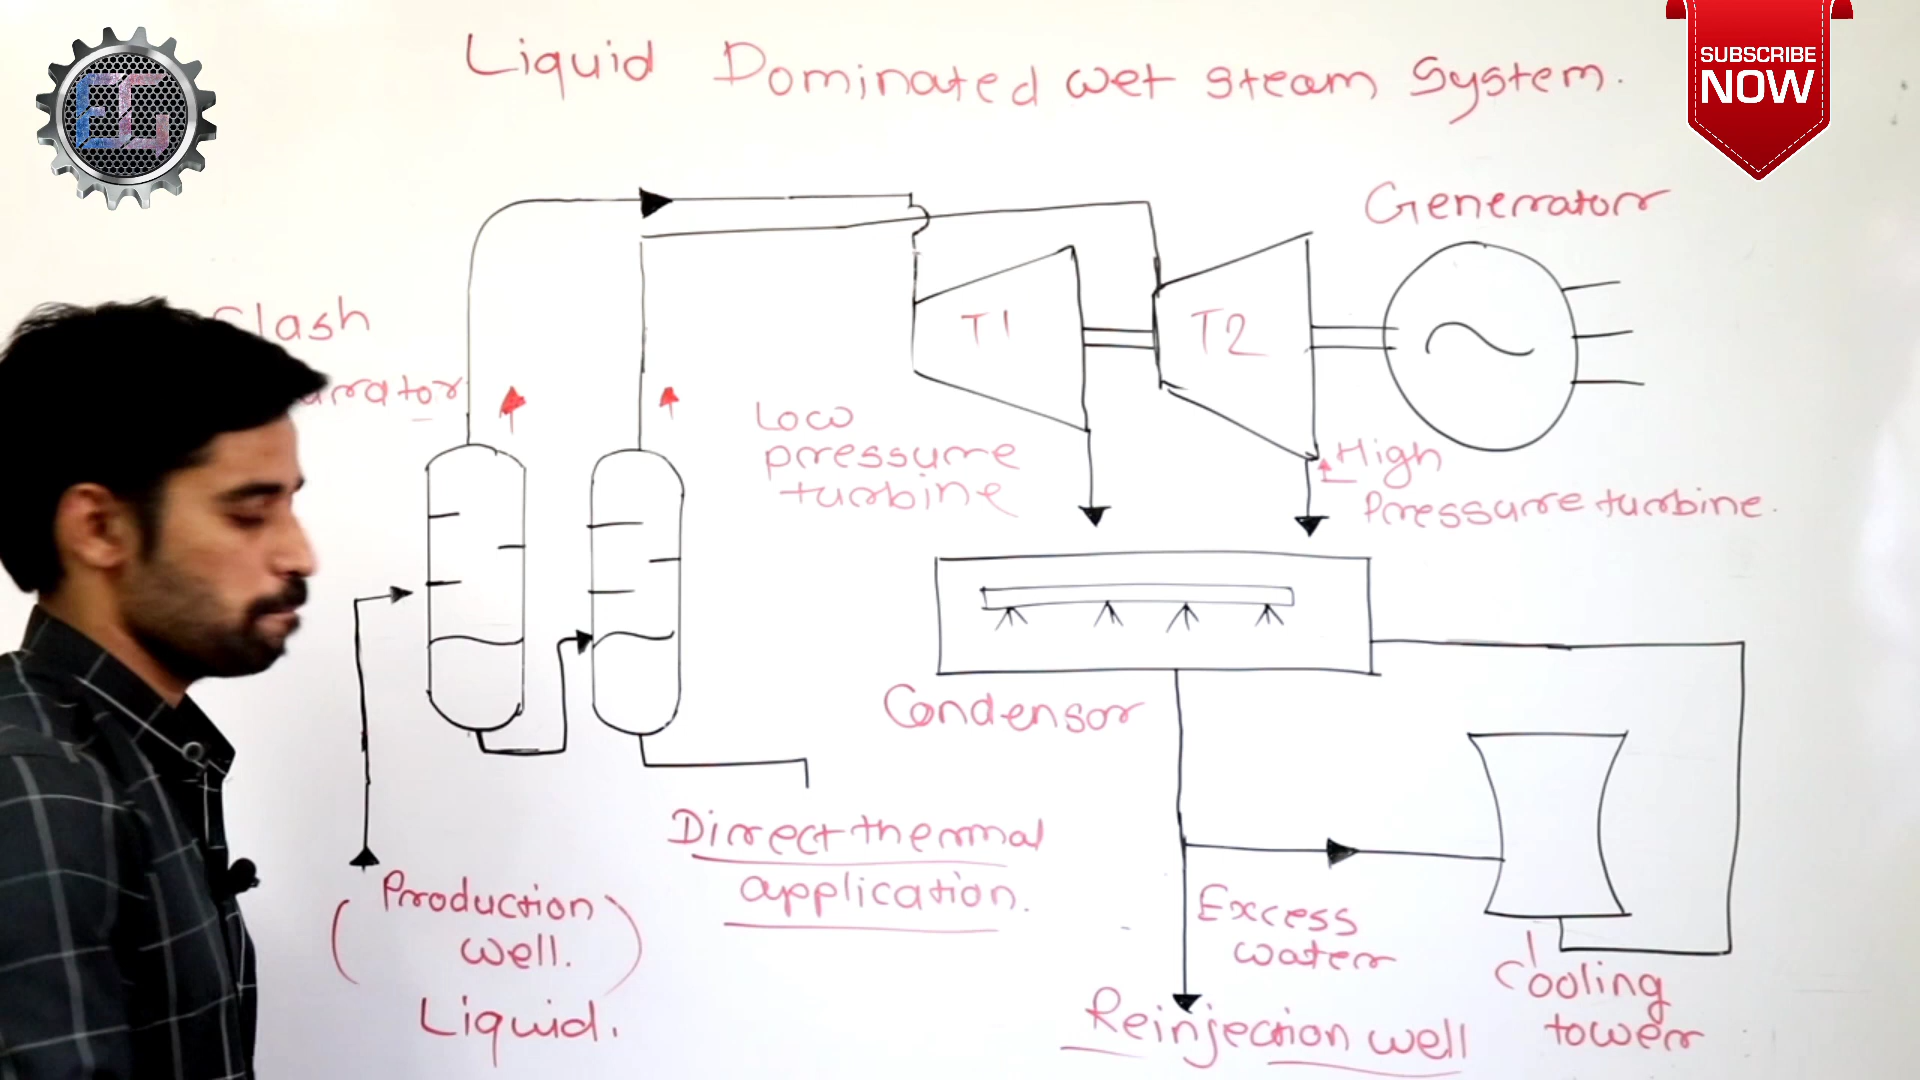 Liquid Dominated wet steam System.
SUBSCRIBE
NOW
EG
Generator
T1
T2
Low
pressure
turbine
High
Pressure turbine.
Condensor
Direct thermal
application.
Production
well.
Liquid.
Excess
water
Cooling
tower
Reinjection well